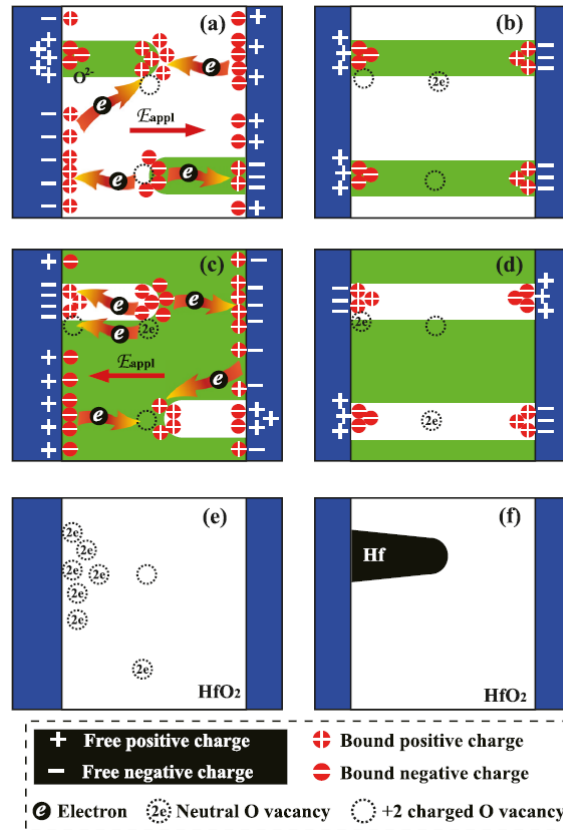 (a)
O2-
e
e
Eappl
e
e
(b)
2e
(c)
e
e
e
2e
Eappl
e
e
(d)
2e
2e
(e)
2e
2e
2e
2e
2e
2e
2e
HfO2
(f)
Hf
HfO2
+ Free positive charge
Bound positive charge
− Free negative charge
Bound negative charge
e Electron
2e Neutral O vacancy
+2 charged O vacancy